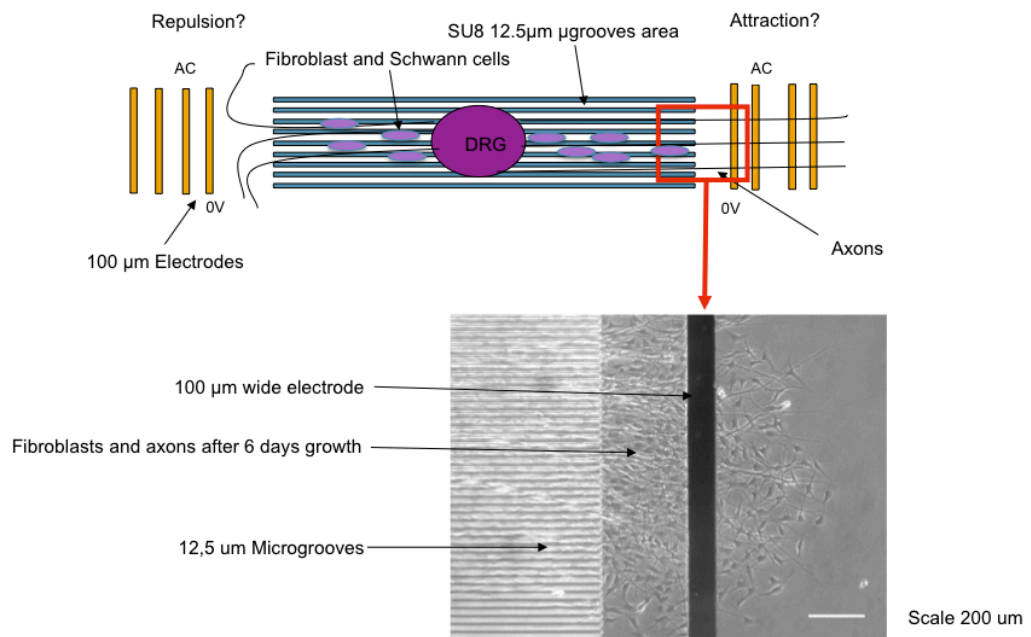 Repulsion?
Attraction?
SU8 12.5µm µgrooves area
Fibroblast and Schwann cells
AC
AC
DRG
0V
0V
100 µm Electrodes
Axons
100 µm wide electrode
Fibroblasts and axons after 6 days growth
12,5 um Microgrooves
Scale 200 um